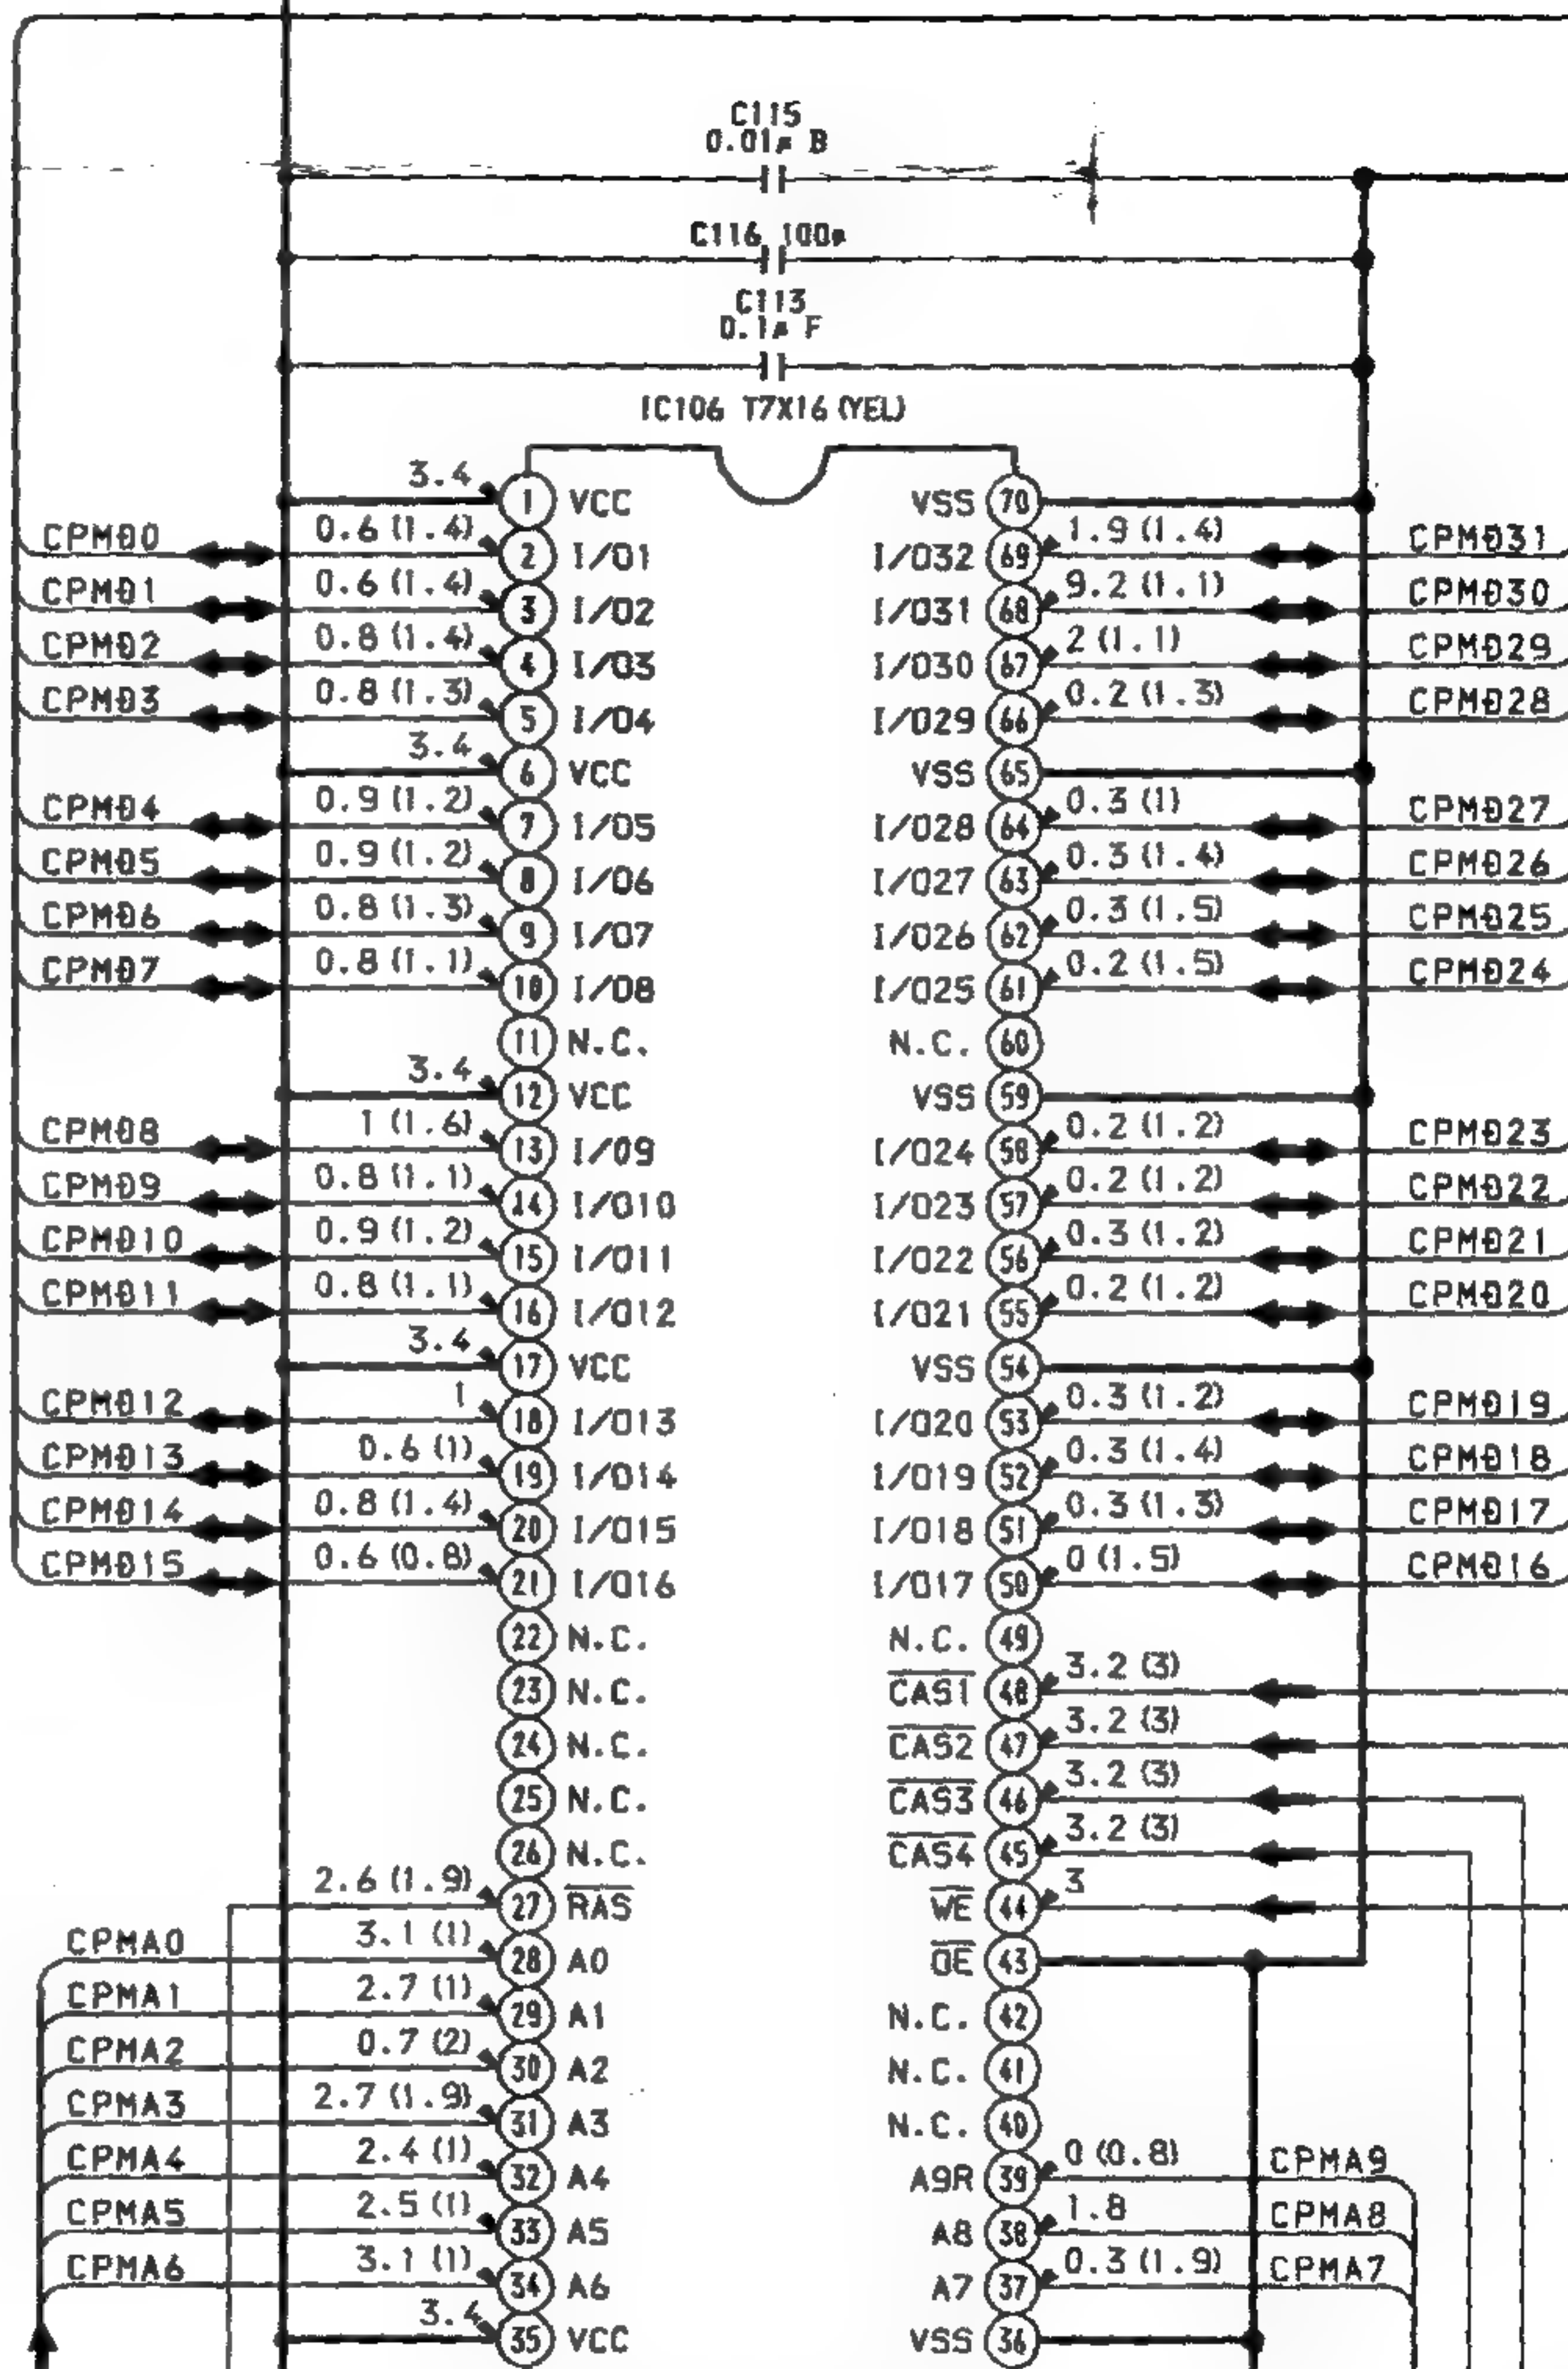 C115
0.01μ B
C116 100μ
C113
0.1μ F
IC106 T7X16 (YEL)
3.4 1 VCC VSS 70
CPMD0 0.6 (1.4) 2 I/O1 I/O32 69 1.9 (1.4) CPMD31
CPMD1 0.6 (1.4) 3 I/O2 I/O31 68 9.2 (1.1) CPMD30
CPMD2 0.8 (1.4) 4 I/O3 I/O30 67 2 (1.1) CPMD29
CPMD3 0.8 (1.3) 5 I/O4 I/O29 66 0.2 (1.3) CPMD28
3.4 6 VCC VSS 65
CPMD4 0.9 (1.2) 7 I/O5 I/O28 64 0.3 (1) CPMD27
CPMD5 0.9 (1.2) 8 I/O6 I/O27 63 0.3 (1.4) CPMD26
CPMD6 0.8 (1.3) 9 I/O7 I/O26 62 0.3 (1.5) CPMD25
CPMD7 0.8 (1.1) 10 I/O8 I/O25 61 0.2 (1.5) CPMD24
11 N.C. N.C. 60
3.4 12 VCC VSS 59
CPMD8 1 (1.6) 13 I/O9 I/O24 58 0.2 (1.2) CPMD23
CPMD9 0.8 (1.1) 14 I/O10 I/O23 57 0.2 (1.2) CPMD22
CPMD10 0.9 (1.2) 15 I/O11 I/O22 56 0.3 (1.2) CPMD21
CPMD11 0.8 (1.1) 16 I/O12 I/O21 55 0.2 (1.2) CPMD20
3.4 17 VCC VSS 54
CPMD12 1 18 I/O13 I/O20 53 0.3 (1.2) CPMD19
CPMD13 0.6 (1) 19 I/O14 I/O19 52 0.3 (1.4) CPMD18
CPMD14 0.8 (1.4) 20 I/O15 I/O18 51 0.3 (1.3) CPMD17
CPMD15 0.6 (0.8) 21 I/O16 I/O17 50 0 (1.5) CPMD16
22 N.C. N.C. 49
23 N.C. CAS1 48 3.2 (3)
24 N.C. CAS2 47 3.2 (3)
25 N.C. CAS3 46 3.2 (3)
26 N.C. CAS4 45 3.2 (3)
2.6 (1.9) 27 RAS WE 44 3
CPMA0 3.1 (1) 28 A0 OE 43
CPMA1 2.7 (1) 29 A1 N.C. 42
CPMA2 0.7 (2) 30 A2 N.C. 41
CPMA3 2.7 (1.9) 31 A3 N.C. 40
CPMA4 2.4 (1) 32 A4 A9R 39 0 (0.8) CPMA9
CPMA5 2.5 (1) 33 A5 A8 38 1.8 CPMA8
CPMA6 3.1 (1) 34 A6 A7 37 0.3 (1.9) CPMA7
3.4 35 VCC VSS 36